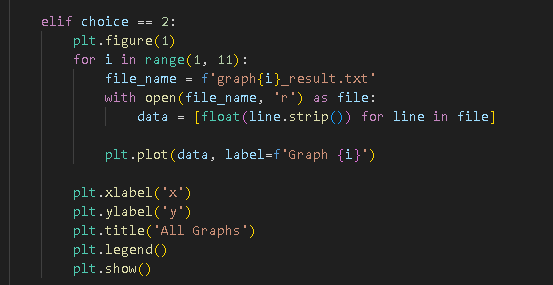 elif choice == 2:
plt.figure(1)
for i in range(1, 11):
file_name = f'graph{i}_result.txt'
with open(file_name, 'r') as file:
data = [float(line.strip()) for line in file]
plt.plot(data, label=f'Graph {i}')
plt.xlabel('x')
plt.ylabel('y')
plt.title('All Graphs')
plt.legend()
plt.show()